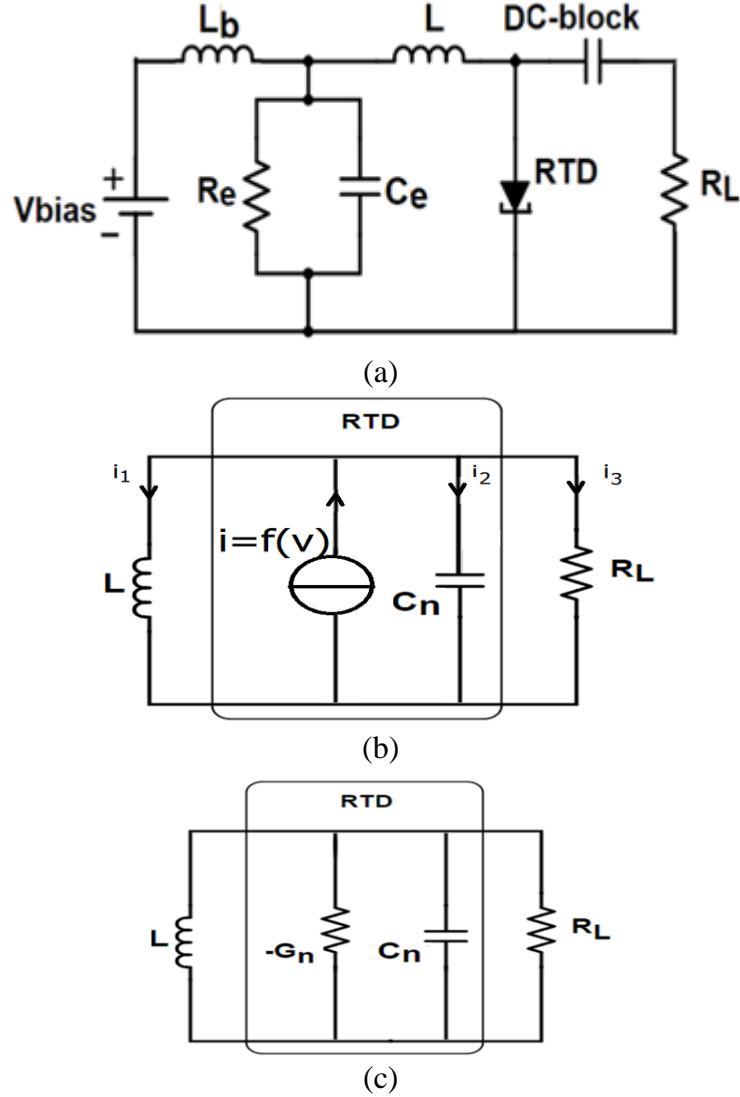 Lb L DC-block
+
Vbias
-
Re Ce RTD RL
(a)
RTD
i1 i2 i3
i=f(v)
L Cn RL
(b)
RTD
L -Gn Cn RL
(c)